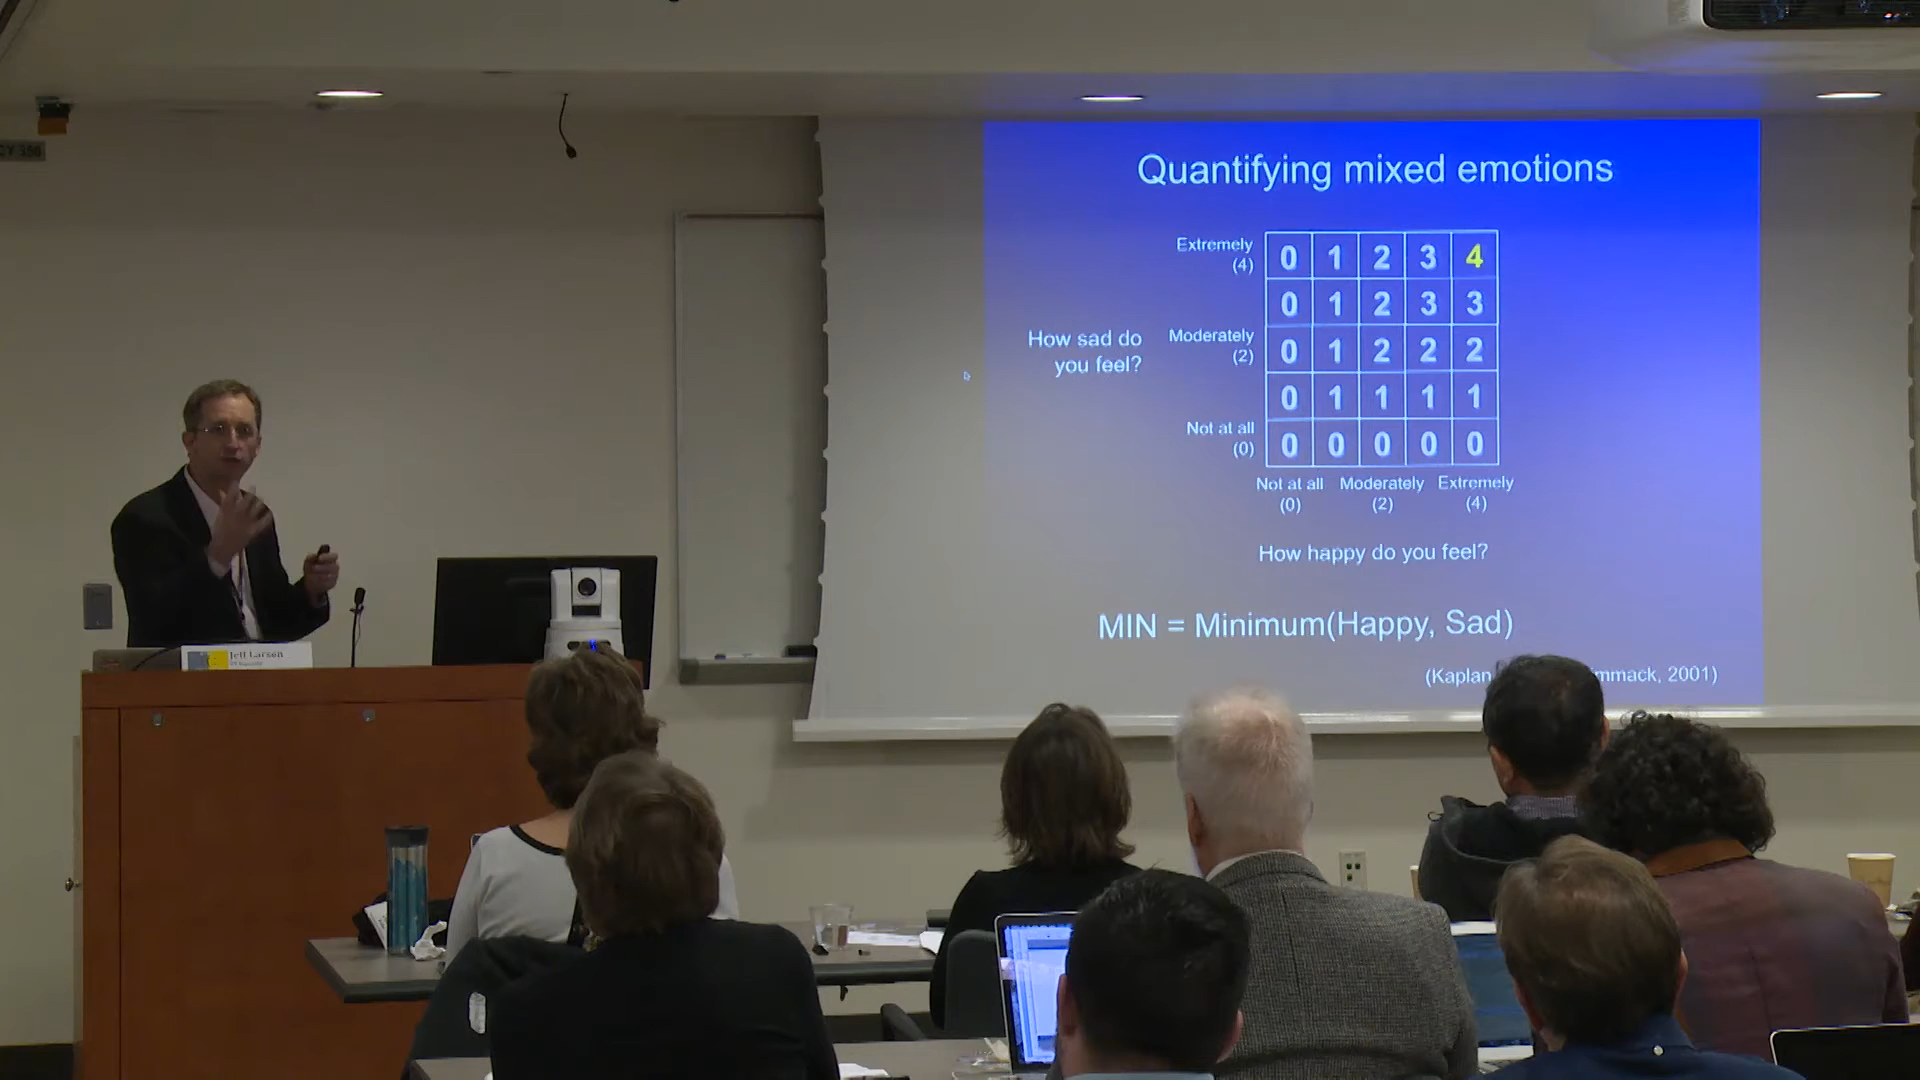 Quantifying mixed emotions
Extremely
(4)
0 1 2 3 4
0 1 2 3 3
How sad do
you feel?
Moderately
(2)
0 1 2 2 2
0 1 1 1 1
Not at all
(0)
0 0 0 0 0
Not at all Moderately Extremely
(0) (2) (4)
How happy do you feel?
MIN = Minimum(Happy, Sad)
(Kaplan mmack, 2001)
Jeff Larsen